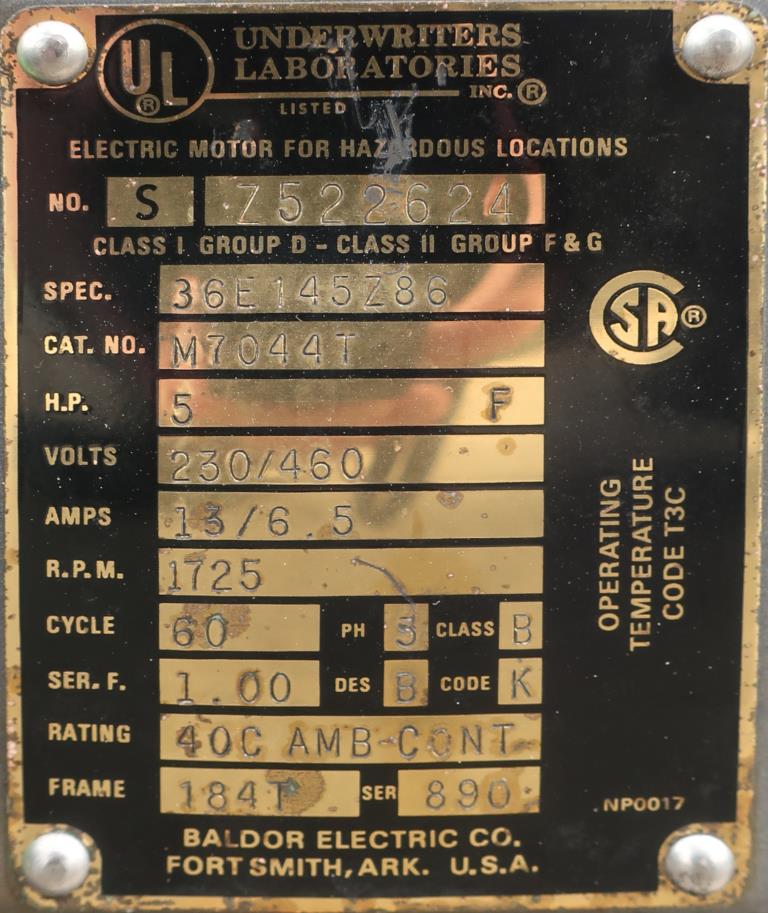 UL ®
UNDERWRITERS
LABORATORIES
INC. ®
LISTED
ELECTRIC MOTOR FOR HAZARDOUS LOCATIONS
NO. S Z522624
CLASS I GROUP D - CLASS II GROUP F & G
SPEC. 36E145Z86
CSA ®
CAT. NO. M7044T
H.P. 5 F
VOLTS 230/460
AMPS 13/6.5
R.P.M. 1725
CYCLE 60 PH 3 CLASS B
SER. F. 1.00 DES B CODE K
RATING 40C AMB-CONT
FRAME 184T SER 890
OPERATING
TEMPERATURE
CODE T3C
NP0017
BALDOR ELECTRIC CO.
FORT SMITH, ARK. U.S.A.